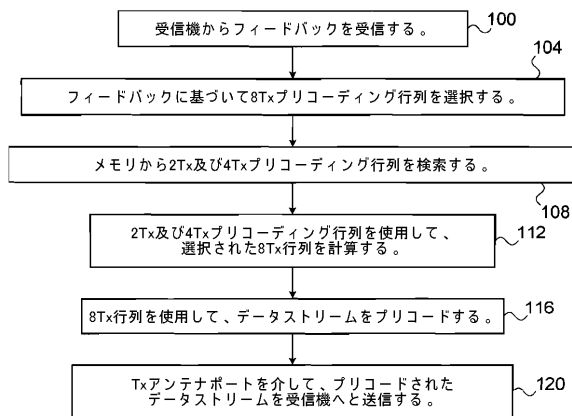 受信機からフィードバックを受信する。
100
104
フィードバックに基づいて8Txプリコーディング行列を選択する。
メモリから2Tx及び4Txプリコーディング行列を検索する。
108
2Tx及び4Txプリコーディング行列を使用して、
選択された8Tx行列を計算する。
112
8Tx行列を使用して、データストリームをプリコードする。
116
Txアンテナポートを介して、プリコードされた
データストリームを受信機へと送信する。
120